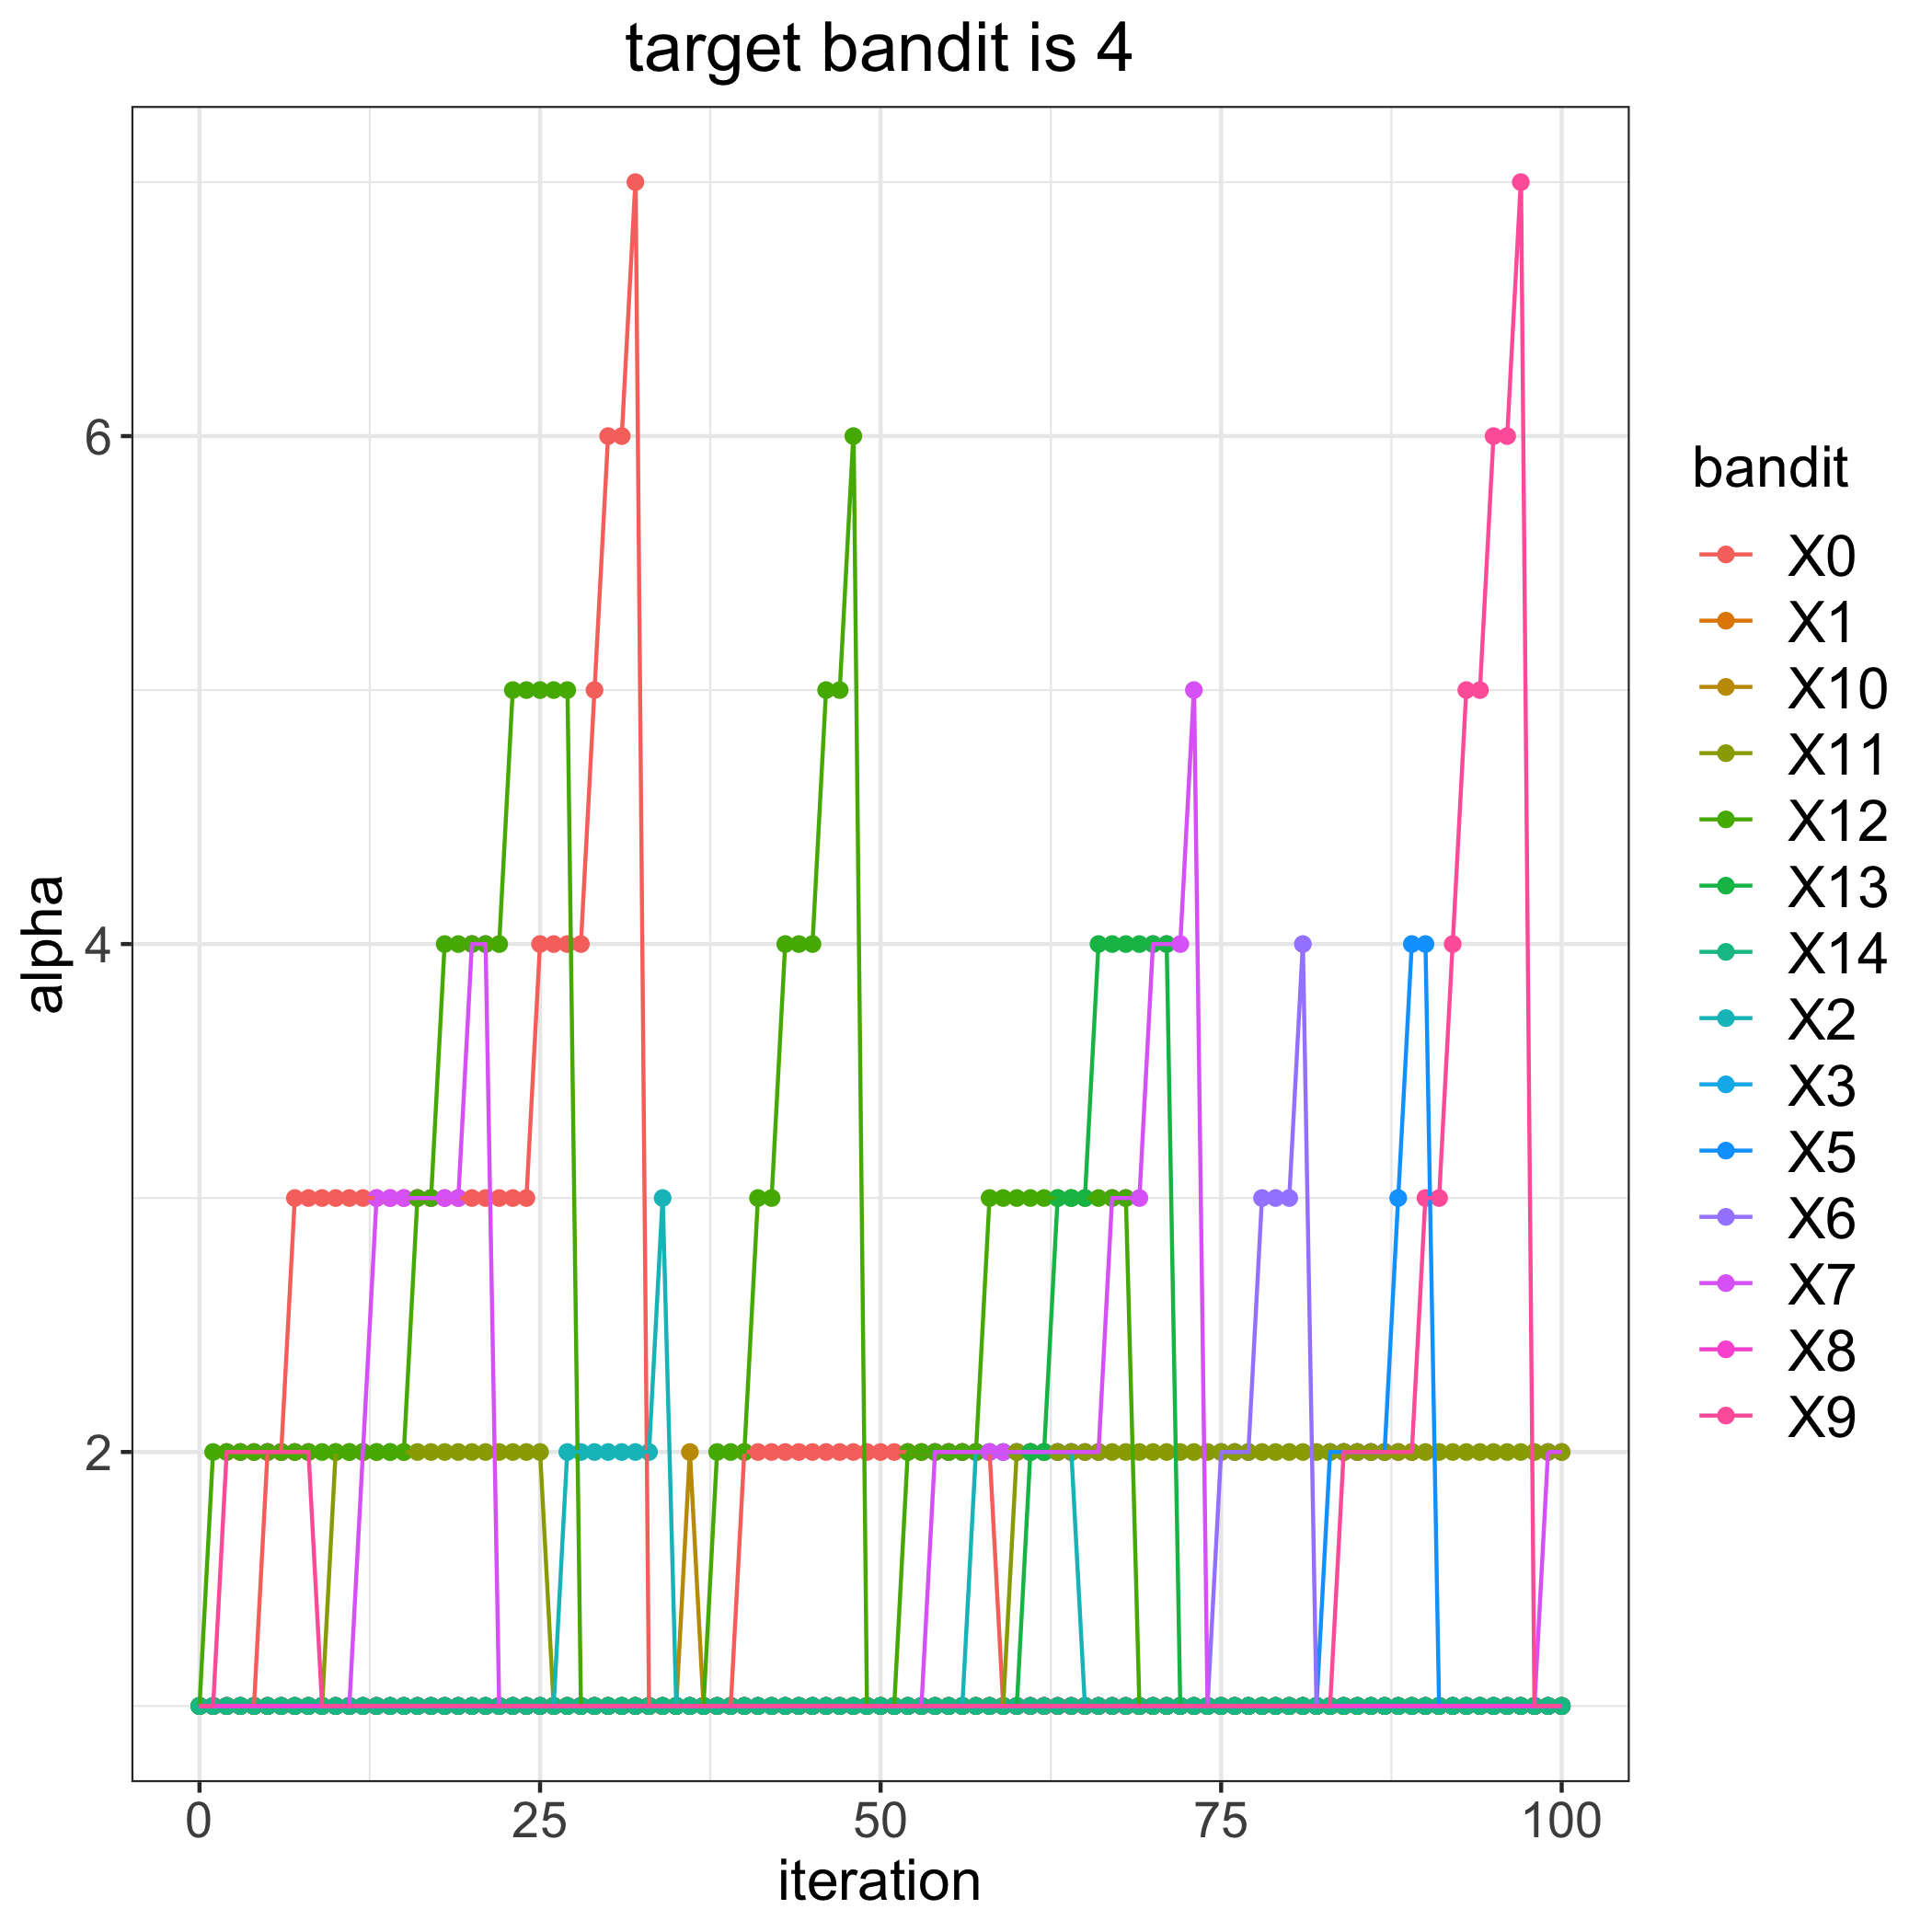 target bandit is 4
alpha
6
4
2
0
25
50
75
100
iteration
bandit
X0
X1
X10
X11
X12
X13
X14
X2
X3
X5
X6
X7
X8
X9